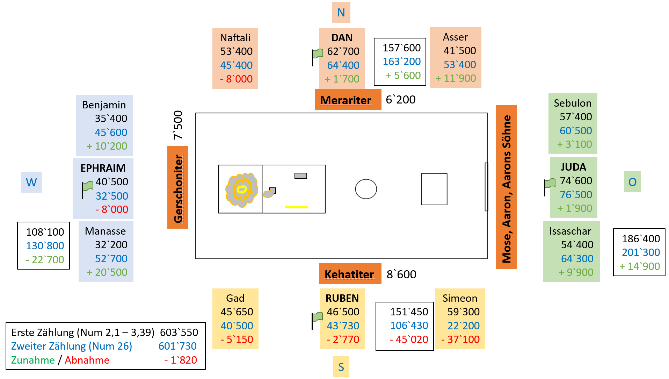 N
Naftali
53`400
45`400
- 8`000
DAN
62`700
64`400
+ 1`700
157`600
163`200
+ 5`600
Asser
41`500
53`400
+ 11`900
Merariter 6`200
Benjamin
35`400
45`600
+ 10`200
EPHRAIM
40`500
32`500
- 8`000
Manasse
32`200
52`700
+ 20`500
W
108`100
130`800
- 22`700
7`500
Gerschoniter
Mose, Aaron, Aarons Söhne
Sebulon
57`400
60`500
+ 3`100
JUDA
74`600
76`500
+ 1`900
Issaschar
54`400
64`300
+ 9`900
O
186`400
201`300
+ 14`900
Kehatiter 8`600
Gad
45`650
40`500
- 5`150
RUBEN
46`500
43`730
- 2`770
151`450
106`430
- 45`020
Simeon
59`300
22`200
- 37`100
S
Erste Zählung (Num 2,1 – 3,39) 603`550
Zweiter Zählung (Num 26) 601`730
Zunahme / Abnahme - 1`820